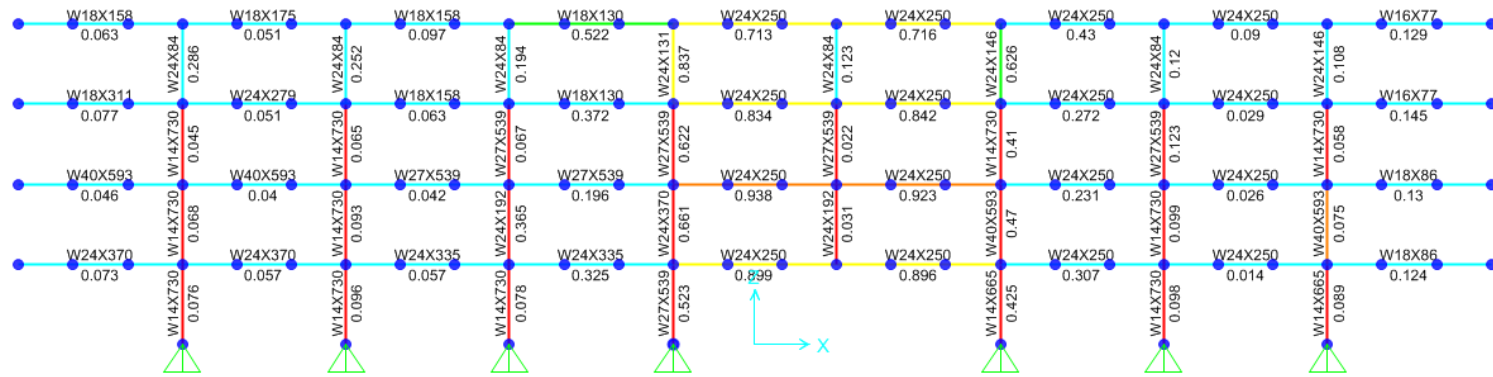 W18X158 W18X175 W18X158 W18X130 W24X250 W24X250 W24X250 W24X250 W16X77
0.063 0.051 0.097 0.522 0.713 0.716 0.43 0.09 0.129
W24X84 W24X84 W24X84 W24X131 W24X84 W24X146 W24X84 W24X146
0.286 0.252 0.194 0.837 0.123 0.626 0.12 0.108
W18X311 W24X279 W18X158 W18X130 W24X250 W24X250 W24X250 W24X250 W16X77
0.077 0.051 0.063 0.372 0.834 0.842 0.272 0.029 0.145
W14X730 W14X730 W27X539 W27X539 W27X539 W14X730 W27X539 W14X730
0.045 0.065 0.067 0.622 0.022 0.41 0.123 0.058
W40X593 W40X593 W27X539 W27X539 W24X250 W24X250 W24X250 W24X250 W18X86
0.046 0.04 0.042 0.196 0.938 0.923 0.231 0.026 0.13
W14X730 W14X730 W24X192 W24X370 W24X192 W40X593 W14X730 W40X593
0.068 0.093 0.365 0.661 0.031 0.47 0.099 0.075
W24X370 W24X370 W24X335 W24X335 W24X250 W24X250 W24X250 W24X250 W18X86
0.073 0.057 0.057 0.325 0.899 0.896 0.307 0.014 0.124
W14X730 W14X730 W14X730 W27X539 W14X665 W14X730 W14X665
0.076 0.096 0.078 0.523 0.425 0.098 0.089
Z
X